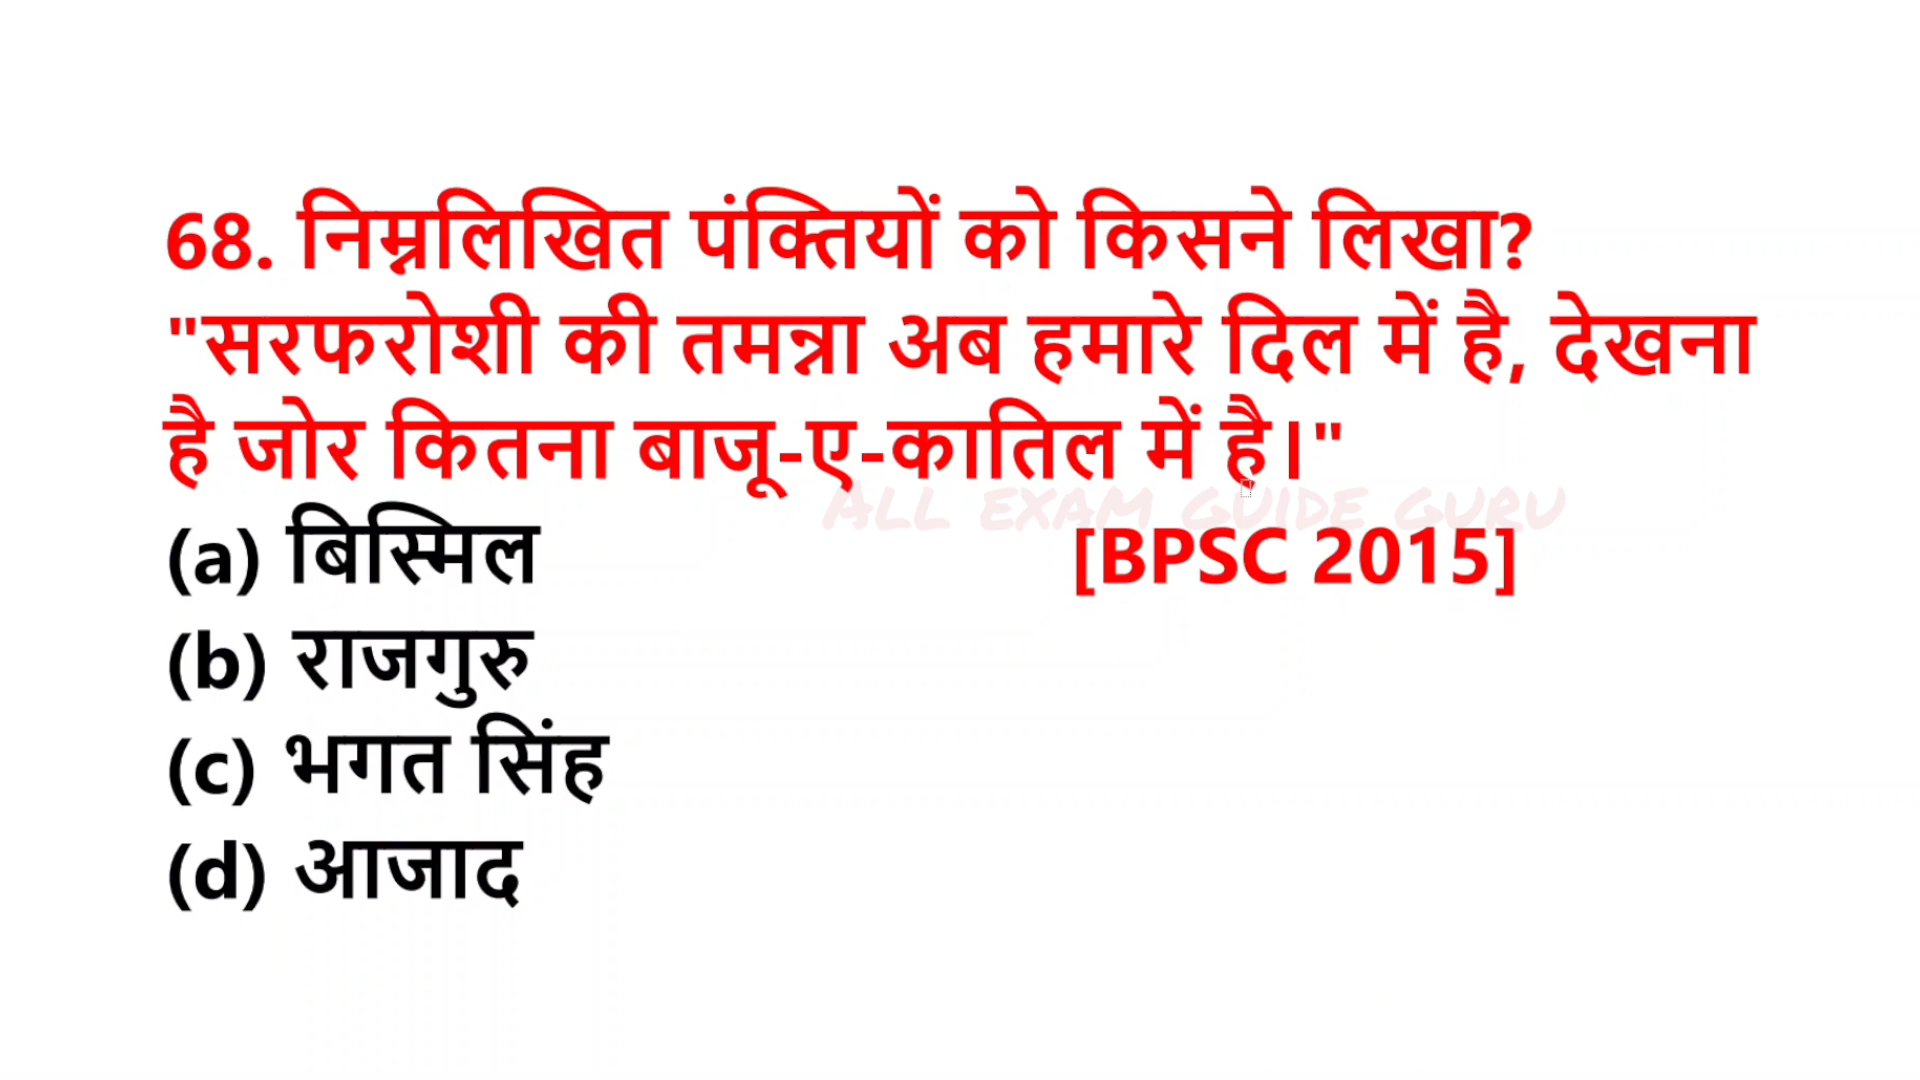 68. निम्नलिखित पंक्तियों को किसने लिखा?
"सरफरोशी की तमन्ना अब हमारे दिल में है, देखना
है जोर कितना बाजू-ए-कातिल में है।"
ALL EXAM GUIDE GURU
(a) बिस्मिल [BPSC 2015]
(b) राजगुरु
(c) भगत सिंह
(d) आजाद